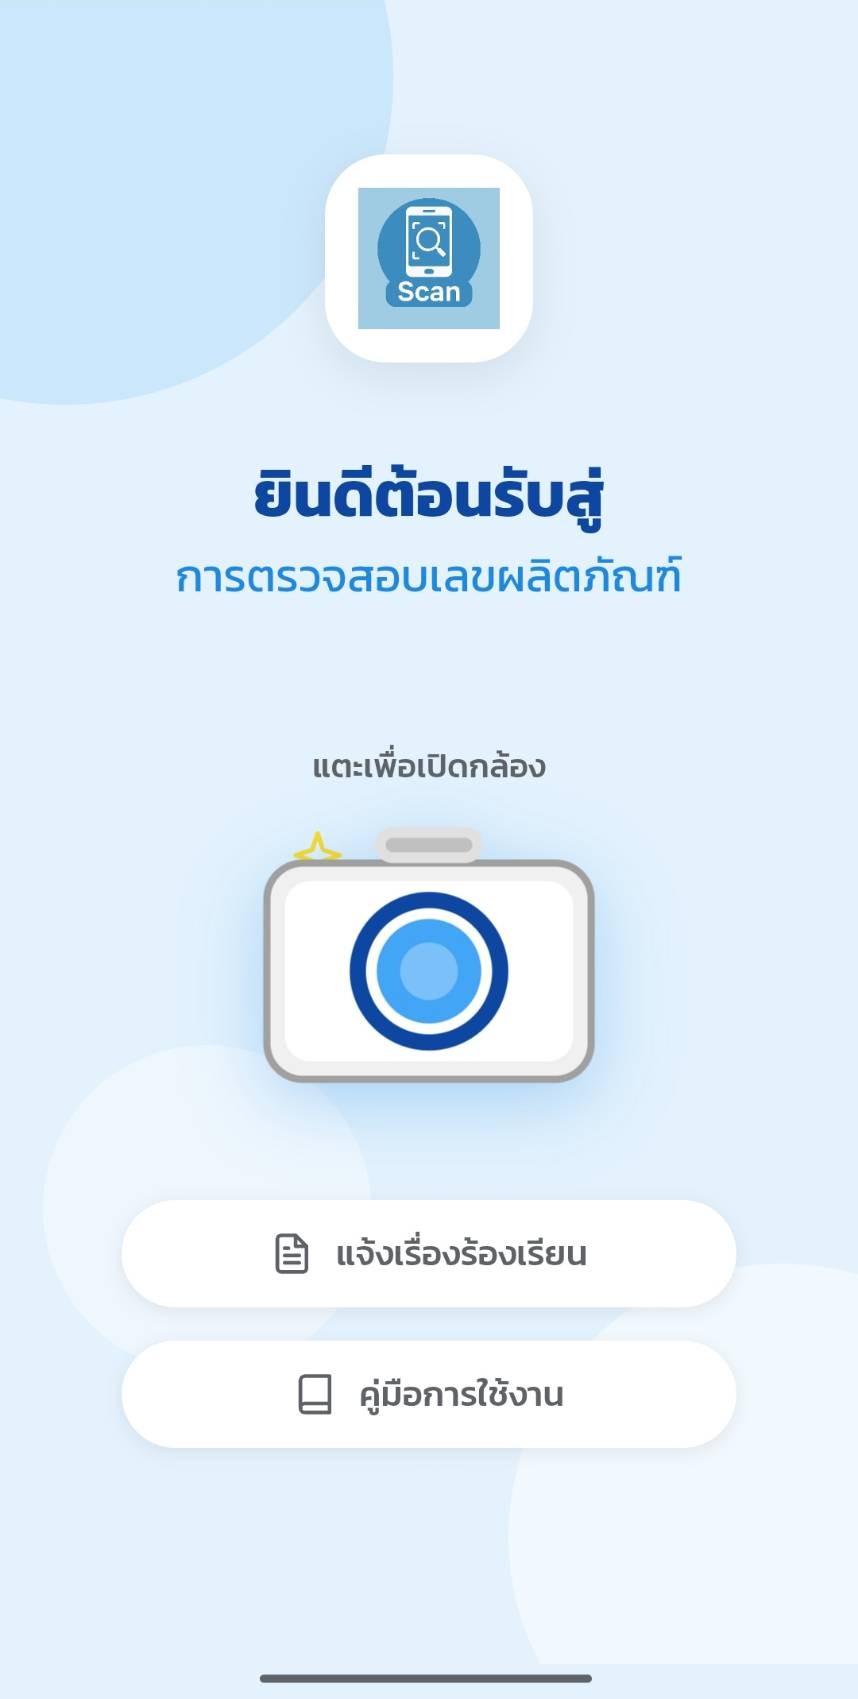 Scan
ยินดีต้อนรับสู่
การตรวจสอบเลขผลิตภัณฑ์
แตะเพื่อเปิดกล้อง
แจ้งเรื่องร้องเรียน
คู่มือการใช้งาน